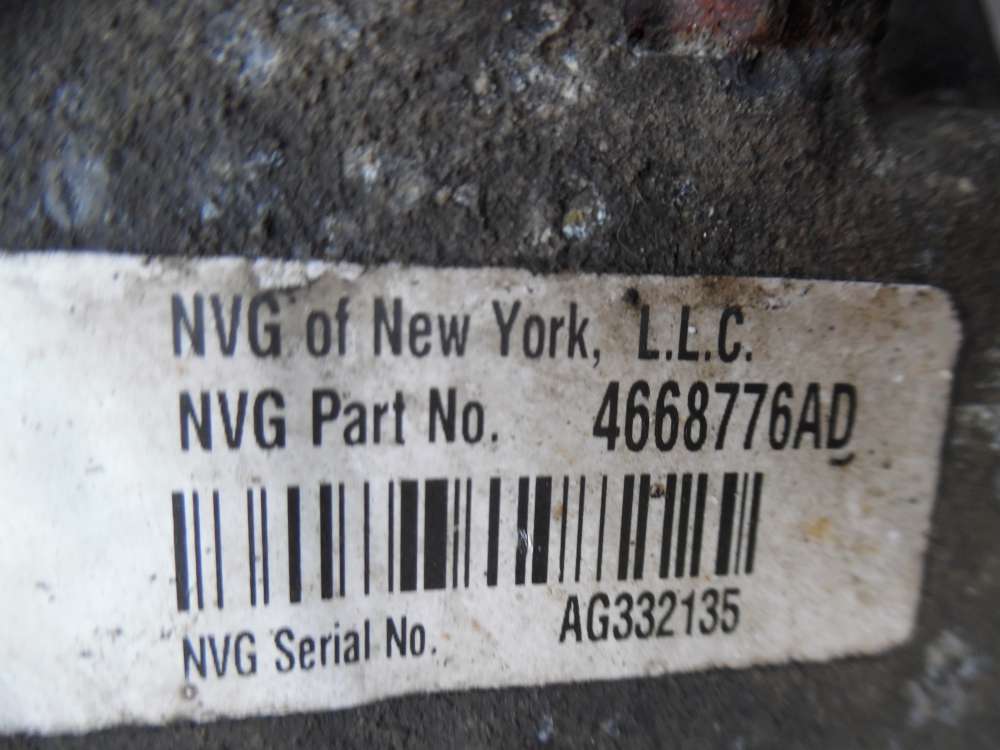 NVG of New York, L.L.C.
NVG Part No. 4668776AD
NVG Serial No. AG332135